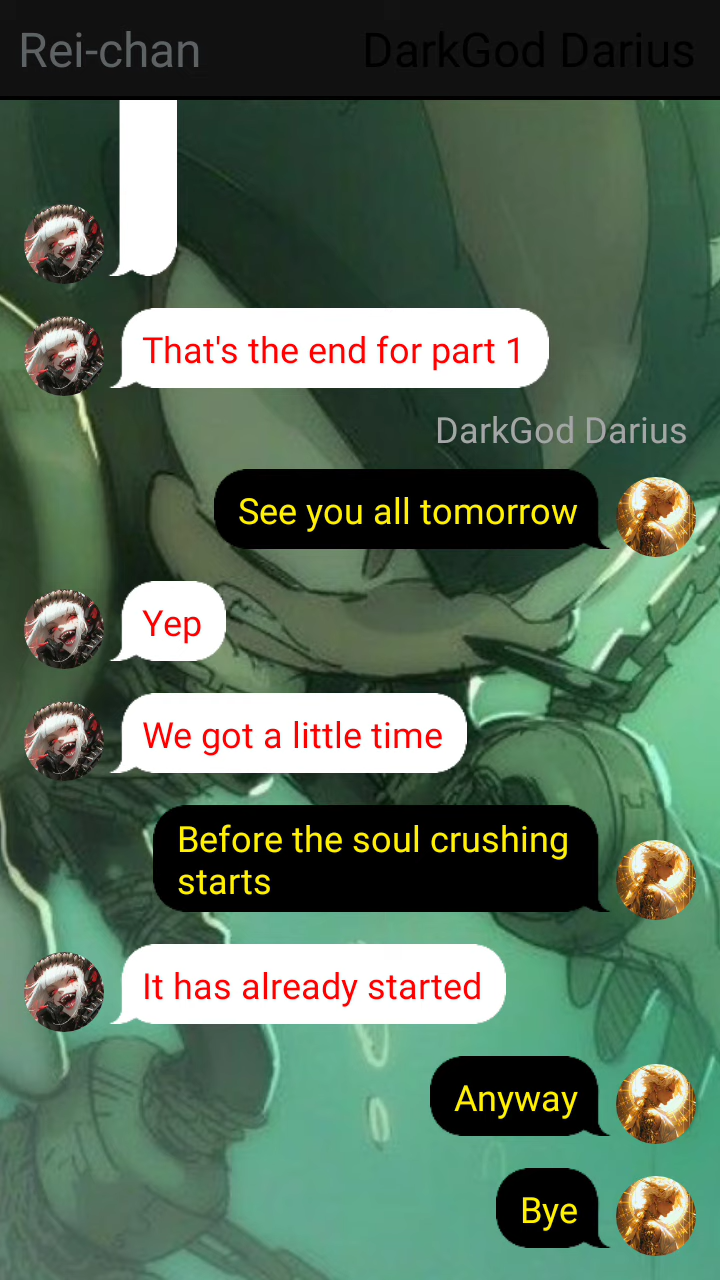 Rei-chan
DarkGod Darius
That's the end for part 1
DarkGod Darius
See you all tomorrow
Yep
We got a little time
Before the soul crushing
starts
It has already started
Anyway
Bye